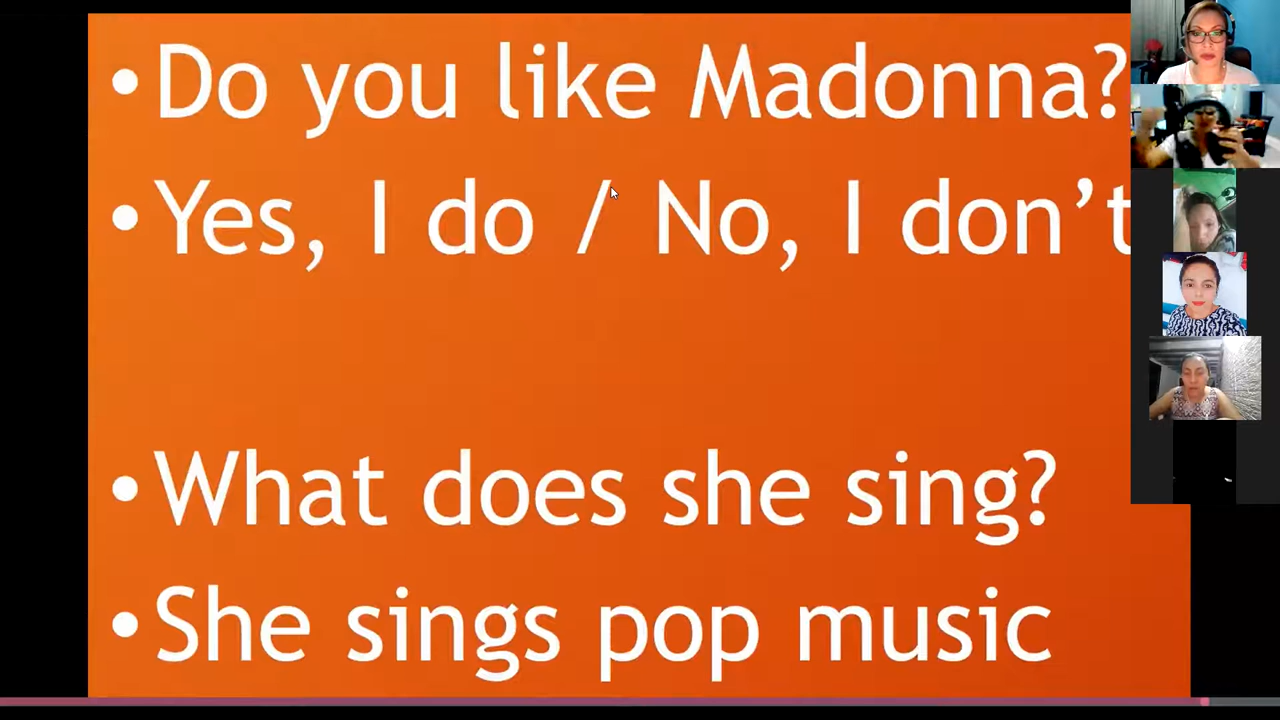 •Do you like Madonna?
•Yes, I do / No, I don't
•What does she sing?
•She sings pop music